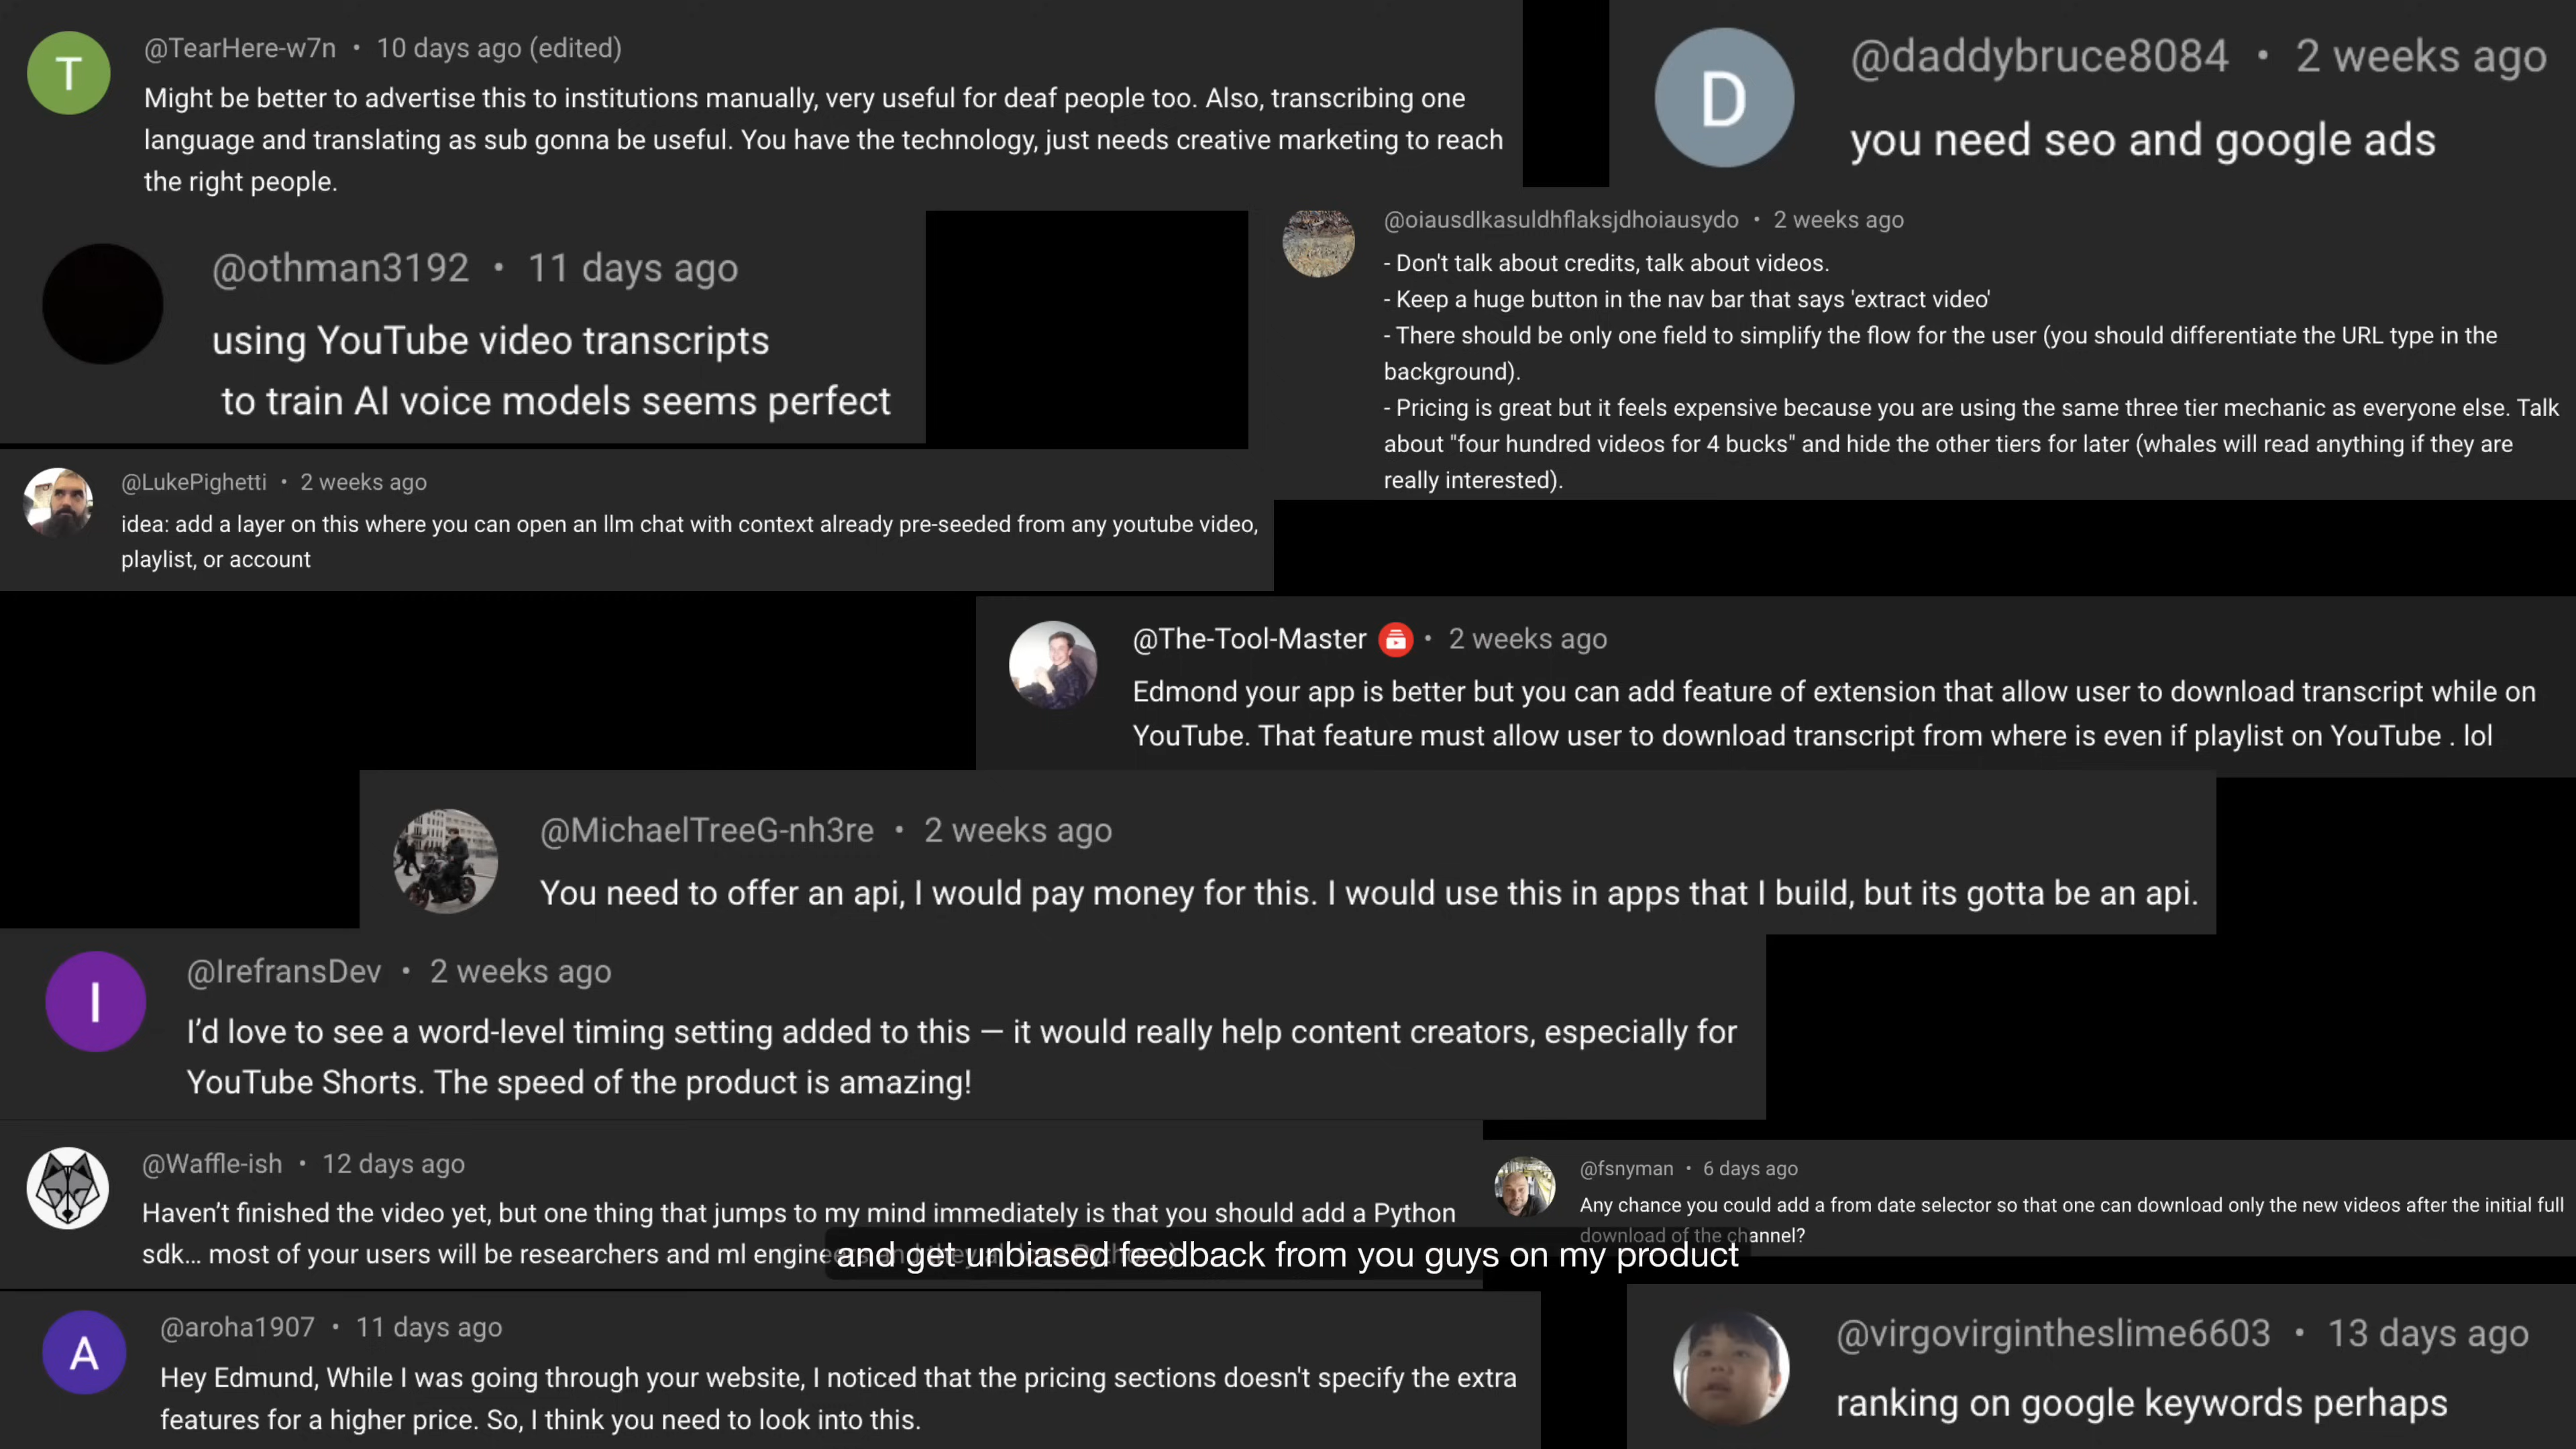 T
@TearHere-w7n • 10 days ago (edited)
Might be better to advertise this to institutions manually, very useful for deaf people too. Also, transcribing one
language and translating as sub gonna be useful. You have the technology, just needs creative marketing to reach
the right people.
D
@daddybruce8084 • 2 weeks ago
you need seo and google ads
@othman3192 • 11 days ago
using YouTube video transcripts
to train AI voice models seems perfect
@oiausdlkasuldhflaksjdhoiausydo • 2 weeks ago
- Don't talk about credits, talk about videos.
- Keep a huge button in the nav bar that says 'extract video'
- There should be only one field to simplify the flow for the user (you should differentiate the URL type in the
background).
- Pricing is great but it feels expensive because you are using the same three tier mechanic as everyone else. Talk
about "four hundred videos for 4 bucks" and hide the other tiers for later (whales will read anything if they are
really interested).
@LukePighetti • 2 weeks ago
idea: add a layer on this where you can open an llm chat with context already pre-seeded from any youtube video,
playlist, or account
@The-Tool-Master • 2 weeks ago
Edmond your app is better but you can add feature of extension that allow user to download transcript while on
YouTube. That feature must allow user to download transcript from where is even if playlist on YouTube . lol
@MichaelTreeG-nh3re • 2 weeks ago
You need to offer an api, I would pay money for this. I would use this in apps that I build, but its gotta be an api.
I
@IrefransDev • 2 weeks ago
I'd love to see a word-level timing setting added to this — it would really help content creators, especially for
YouTube Shorts. The speed of the product is amazing!
@Waffle-ish • 12 days ago
Haven't finished the video yet, but one thing that jumps to my mind immediately is that you should add a Python
sdk... most of your users will be researchers and ml
@fsnyman • 6 days ago
Any chance you could add a from date selector so that one can download only the new videos after the initial full
download of the channel?
and get unbiased feedback from you guys on my product
A
@aroha1907 • 11 days ago
Hey Edmund, While I was going through your website, I noticed that the pricing sections doesn't specify the extra
features for a higher price. So, I think you need to look into this.
@virgovirgintheslime6603 • 13 days ago
ranking on google keywords perhaps